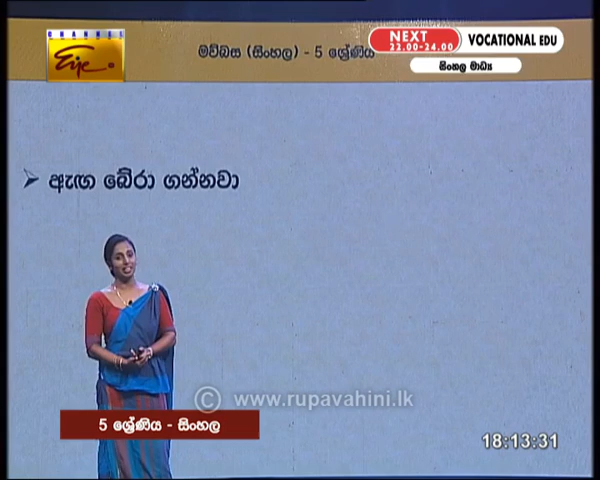 CHANNEL
Eye
NEXT
22.00-24.00
VOCATIONAL EDU
සිංහල මාධ්‍ය
මව්බස (සිංහල) - 5 ශ්‍රේණිය
➢ ඇඟ බේරා ගන්නවා
© www.rupavahini.lk
5 ශ්‍රේණිය - සිංහල
18:13:31